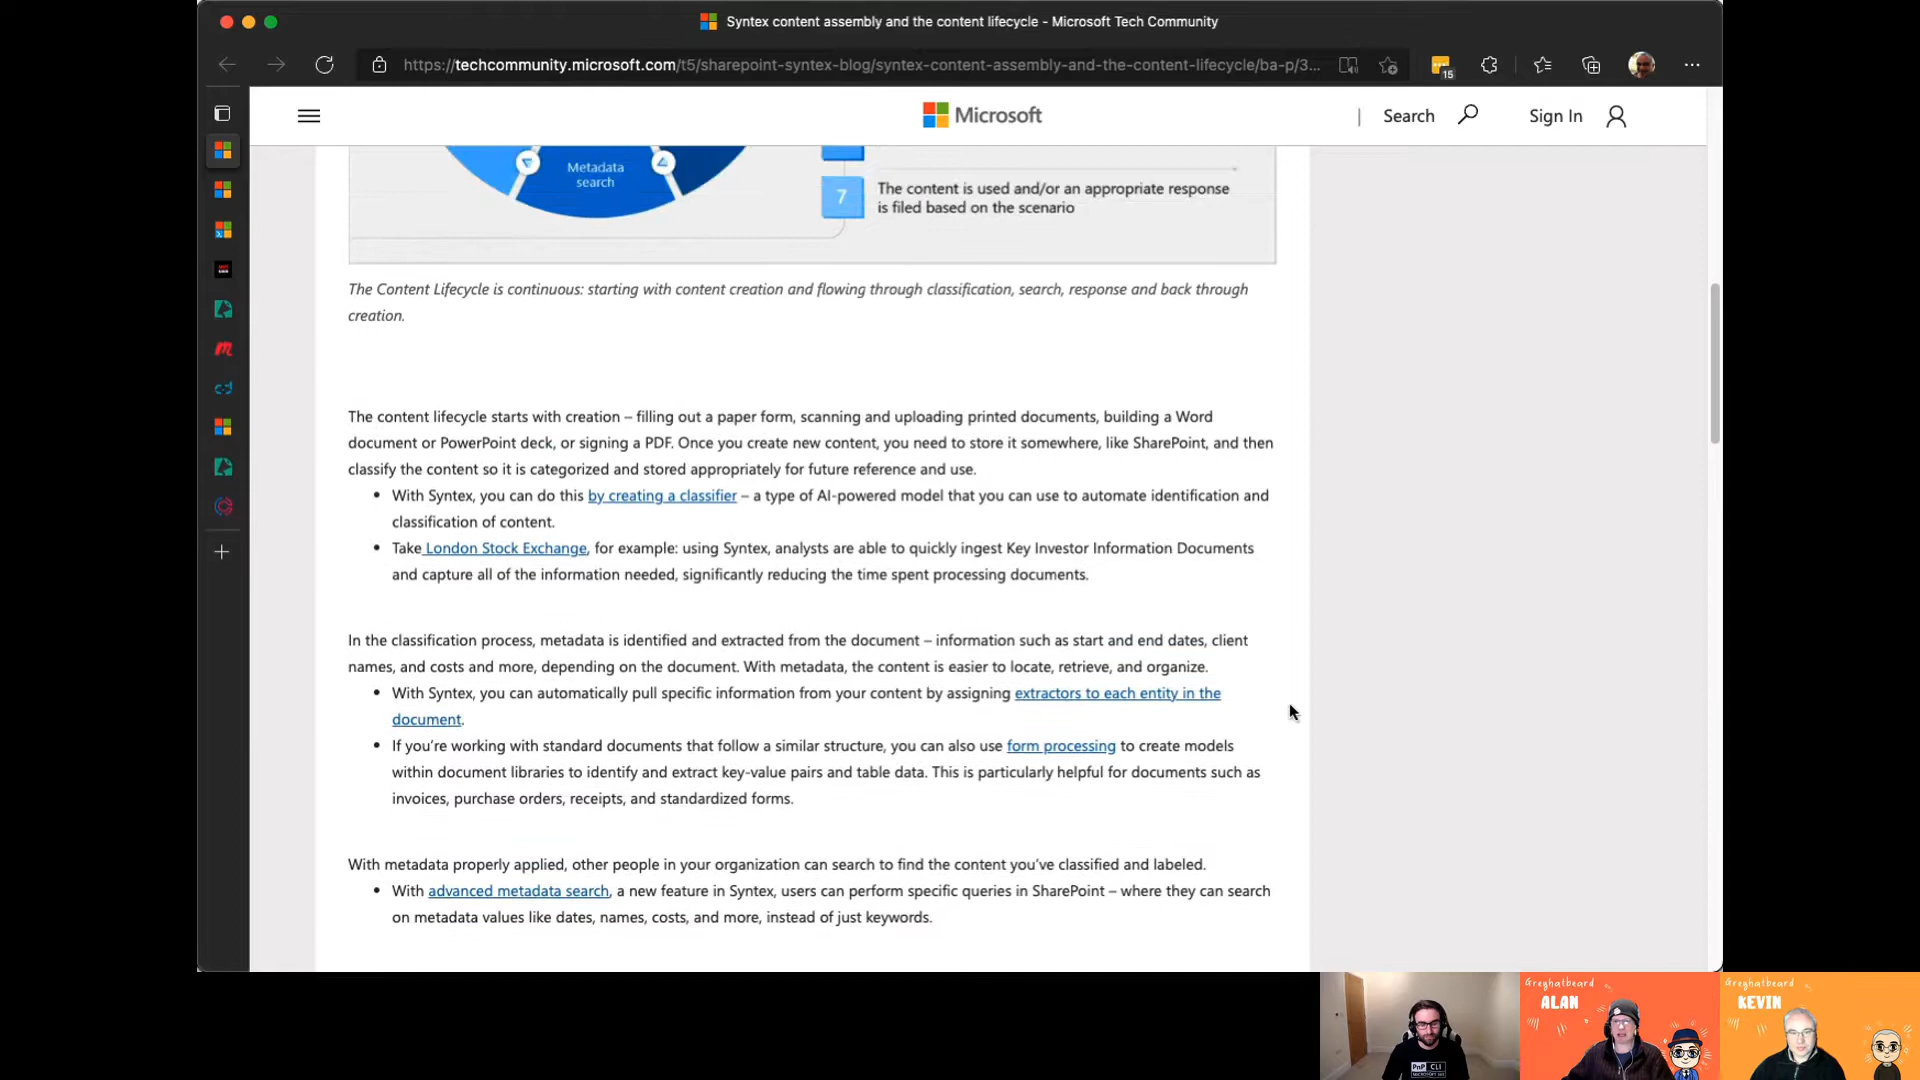 Syntex content assembly and the content lifecycle - Microsoft Tech Community
https://techcommunity.microsoft.com/t5/sharepoint-syntex-blog/syntex-content-assembly-and-the-content-lifecycle/ba-p/3...
15
Microsoft
Search
Sign In
Metadata
search
7
The content is used and/or an appropriate response
is filed based on the scenario
The Content Lifecycle is continuous: starting with content creation and flowing through classification, search, response and back through
creation.
The content lifecycle starts with creation – filling out a paper form, scanning and uploading printed documents, building a Word
document or PowerPoint deck, or signing a PDF. Once you create new content, you need to store it somewhere, like SharePoint, and then
classify the content so it is categorized and stored appropriately for future reference and use.
• With Syntex, you can do this by creating a classifier – a type of AI-powered model that you can use to automate identification and
classification of content.
• Take London Stock Exchange, for example: using Syntex, analysts are able to quickly ingest Key Investor Information Documents
and capture all of the information needed, significantly reducing the time spent processing documents.
In the classification process, metadata is identified and extracted from the document – information such as start and end dates, client
names, and costs and more, depending on the document. With metadata, the content is easier to locate, retrieve, and organize.
• With Syntex, you can automatically pull specific information from your content by assigning extractors to each entity in the
document.
• If you're working with standard documents that follow a similar structure, you can also use form processing to create models
within document libraries to identify and extract key-value pairs and table data. This is particularly helpful for documents such as
invoices, purchase orders, receipts, and standardized forms.
With metadata properly applied, other people in your organization can search to find the content you've classified and labeled.
• With advanced metadata search, a new feature in Syntex, users can perform specific queries in SharePoint – where they can search
on metadata values like dates, names, costs, and more, instead of just keywords.
PnP CLI
Greyhatbeard
ALAN
Greyhatbeard
KEVIN